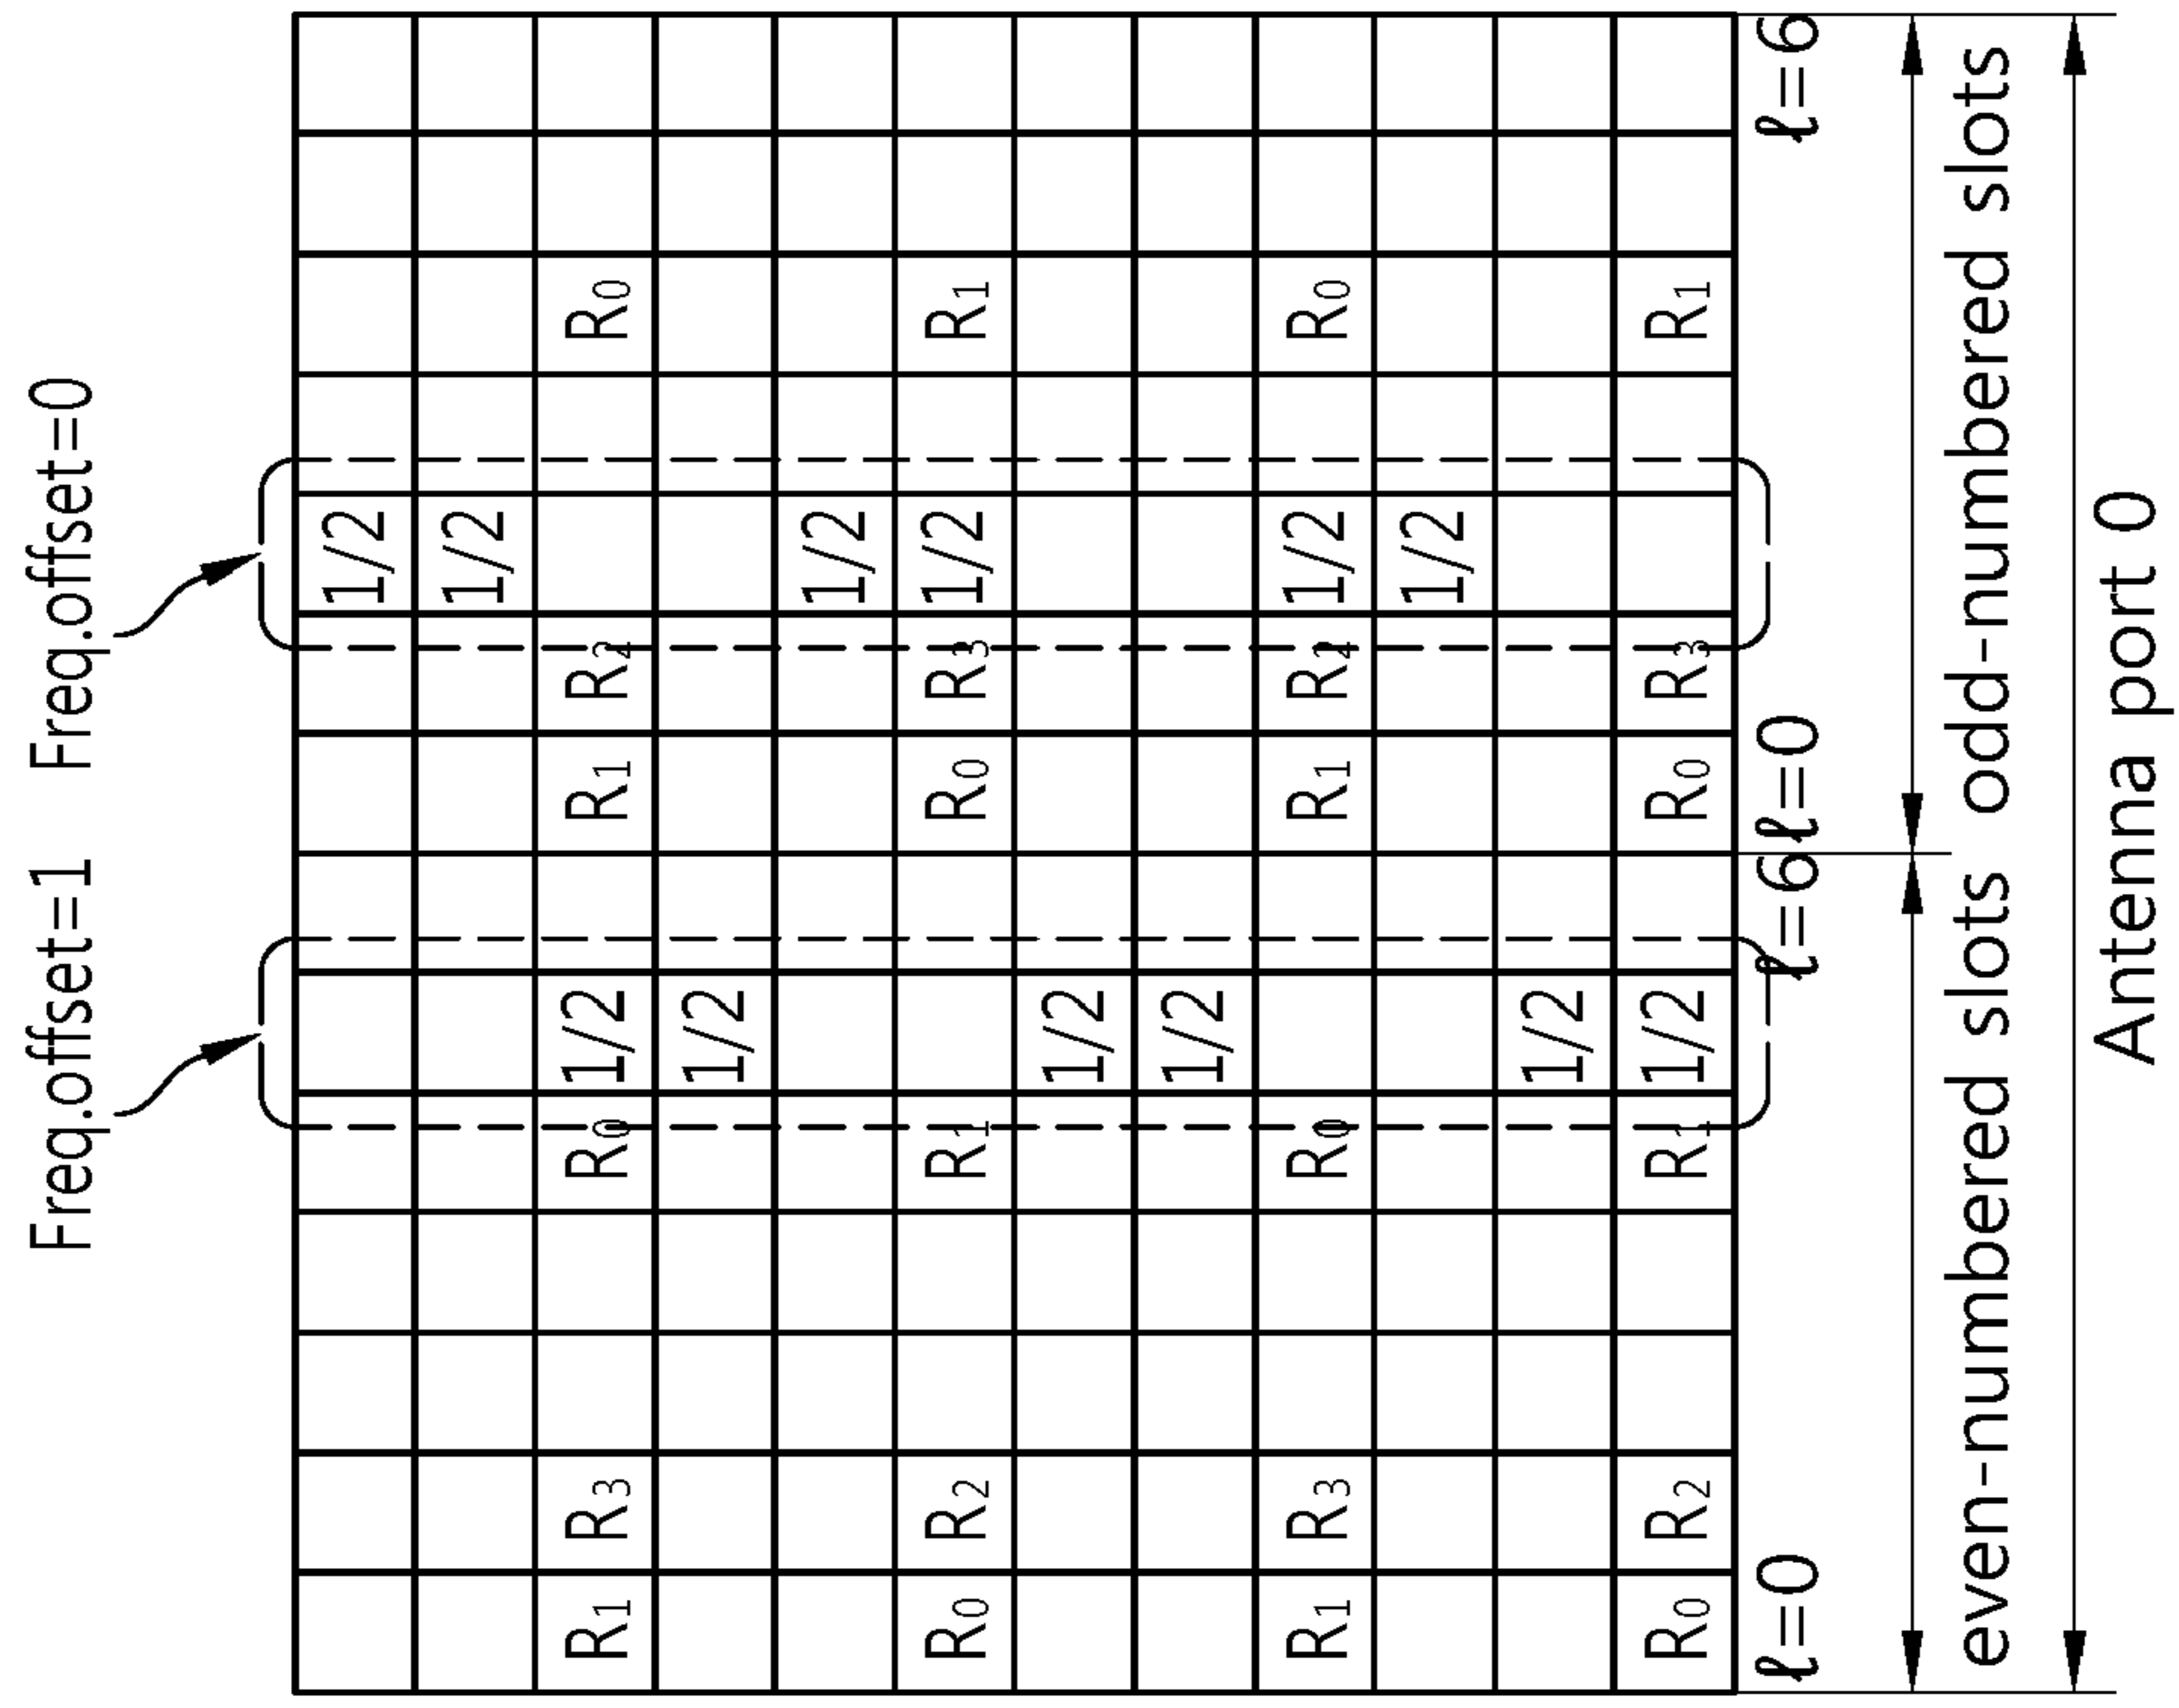 Freq.offset=1 Freq.offset=0
1/2
1/2
R1 R3 R0 1/2 R1 R2 R0
1/2
1/2
R0 R2 R1 R0 R3 1/2 R1
1/2
1/2
R1 R3 R0 R1 R2 1/2 R0
1/2
1/2
R0 R2 R1 1/2 R0 R3 R1
ℓ=0 ℓ=6 ℓ=0 ℓ=6
even-numbered slots odd-numbered slots
Antenna port 0